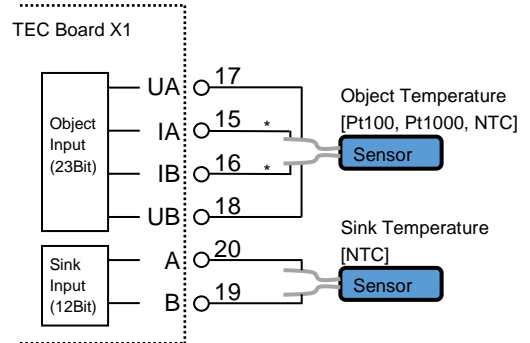 TEC Board X1
UA 17
Object Temperature
[Pt100, Pt1000, NTC]
Object
Input
(23Bit)
IA 15 *
Sensor
IB 16 *
UB 18
Sink Temperature
[NTC]
Sink
Input
(12Bit)
A 20
Sensor
B 19